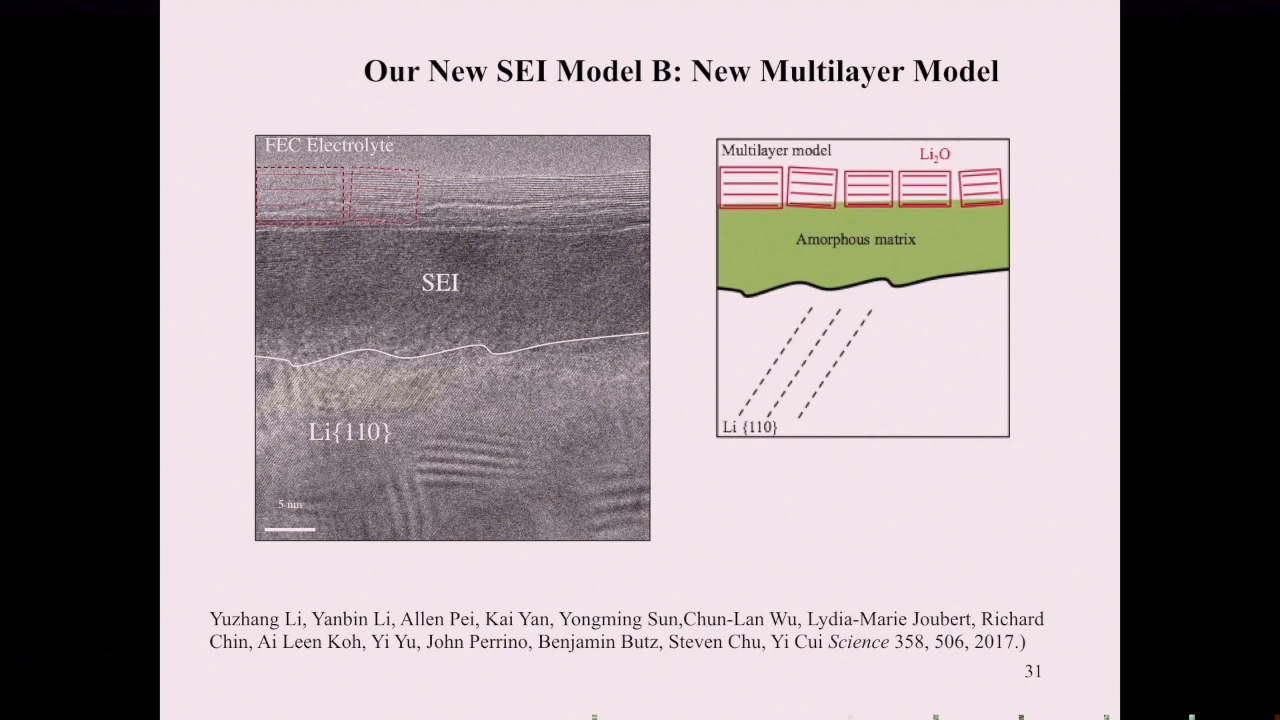 Our New SEI Model B: New Multilayer Model
FEC Electrolyte
SEI
Li{110}
5 nm
Multilayer model
Li₂O
Amorphous matrix
Li {110}
Yuzhang Li, Yanbin Li, Allen Pei, Kai Yan, Yongming Sun,Chun-Lan Wu, Lydia-Marie Joubert, Richard
Chin, Ai Leen Koh, Yi Yu, John Perrino, Benjamin Butz, Steven Chu, Yi Cui Science 358, 506, 2017.)
31